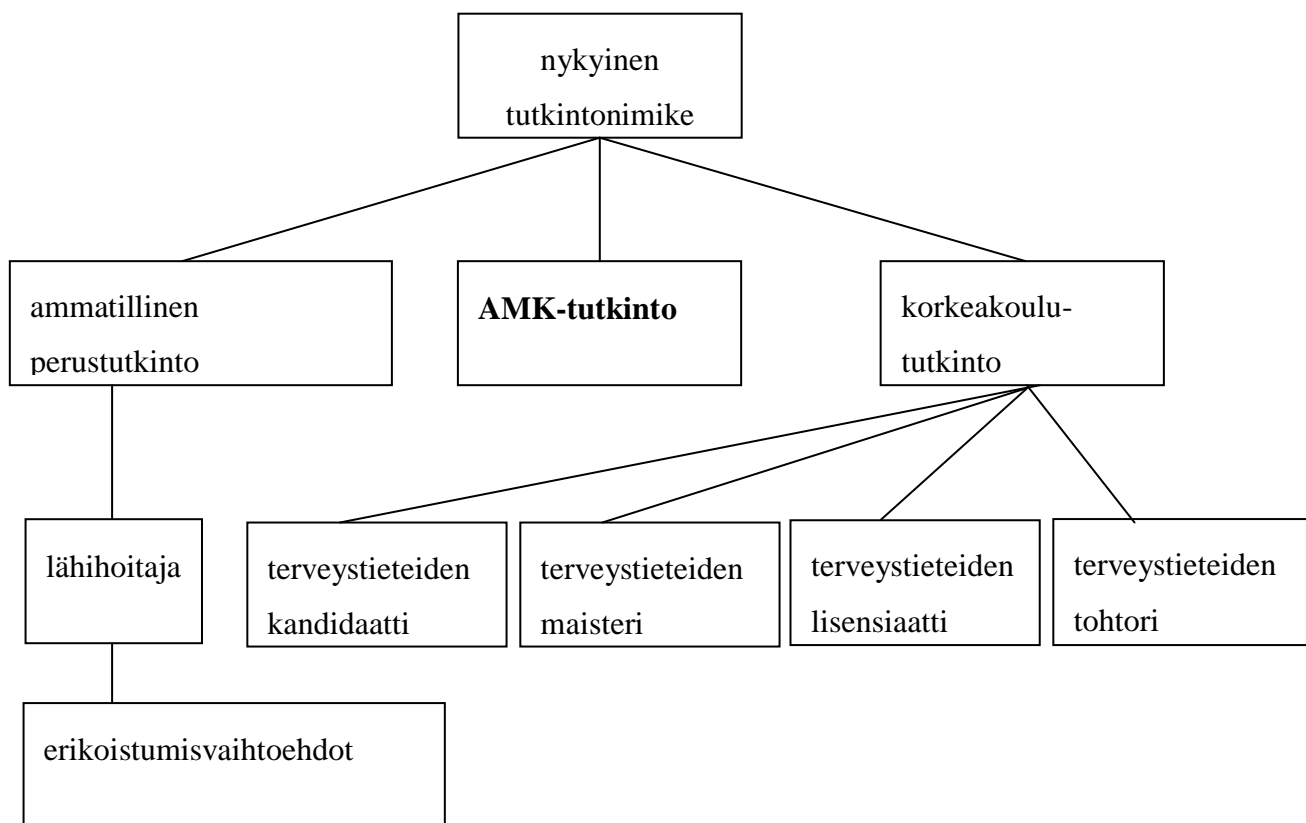 nykyinen
tutkintonimike
ammatillinen
perustutkinto
AMK-tutkinto
korkeakoulu-
tutkinto
lähihoitaja
terveystieteiden
kandidaatti
terveystieteiden
maisteri
terveystieteiden
lisensiaatti
terveystieteiden
tohtori
erikoistumisvaihtoehdot